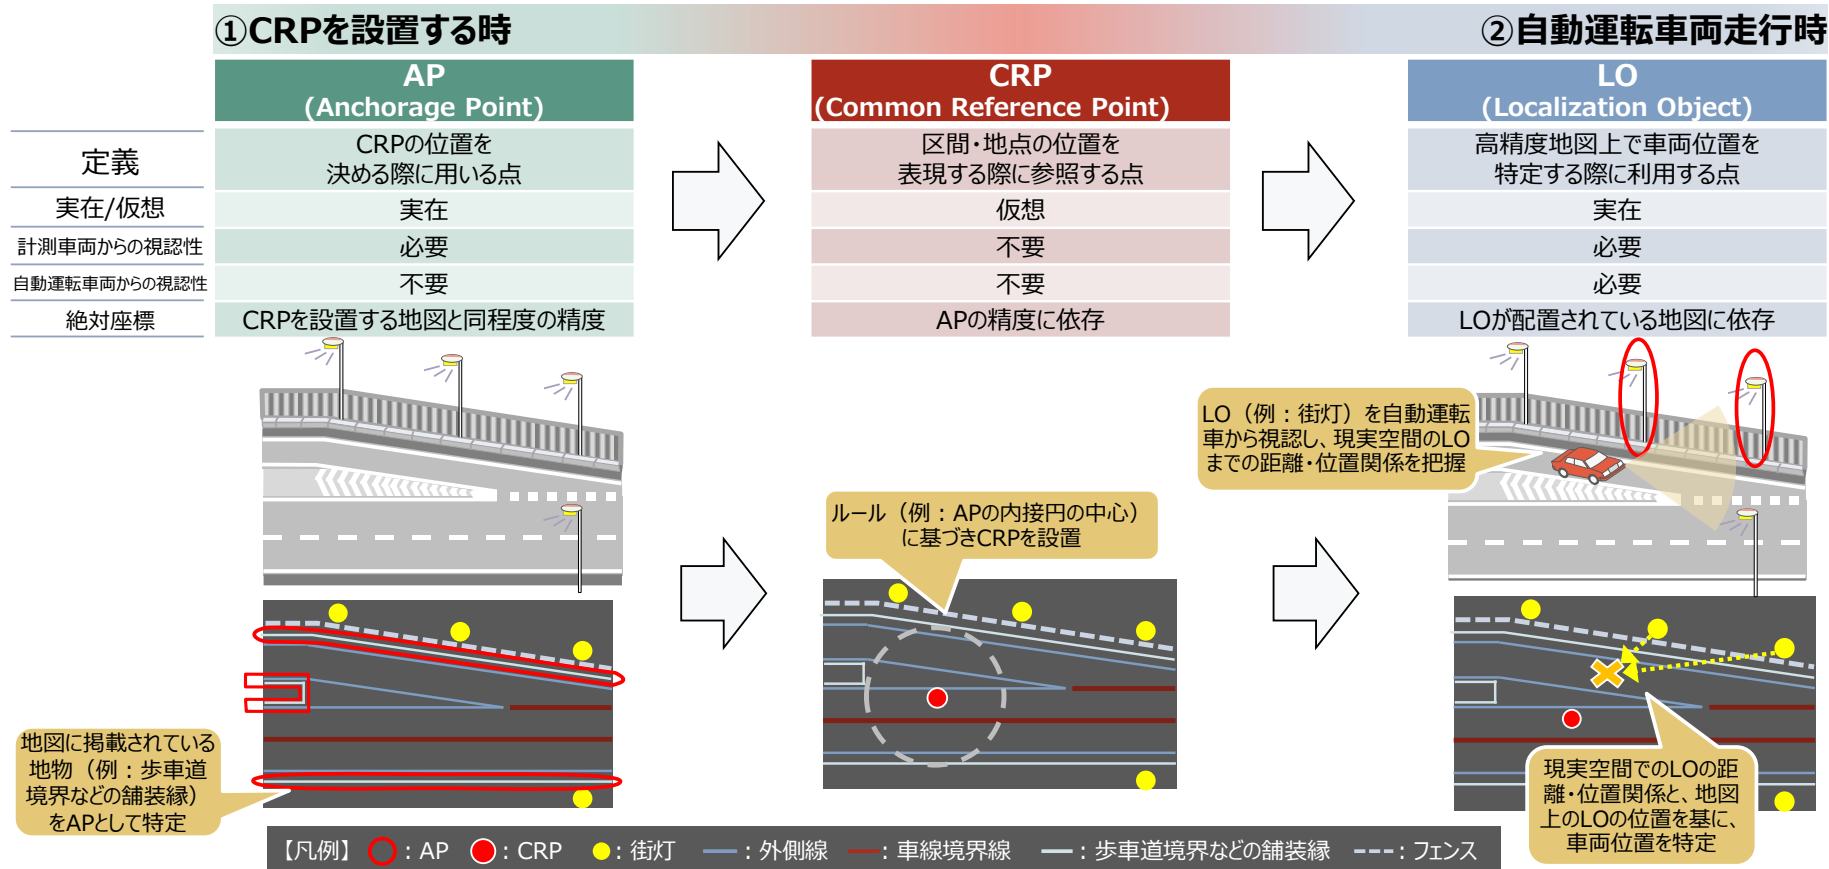 ①CRPを設置する時
②自動運転車両走行時
AP
(Anchorage Point)
CRP
(Common Reference Point)
LO
(Localization Object)
定義
CRPの位置を
決める際に用いる点
区間・地点の位置を
表現する際に参照する点
高精度地図上で車両位置を
特定する際に利用する点
実在/仮想
実在
仮想
実在
計測車両からの視認性
必要
不要
必要
自動運転車両からの視認性
不要
不要
必要
絶対座標
CRPを設置する地図と同程度の精度
APの精度に依存
LOが配置されている地図に依存
LO（例：街灯）を自動運転
車から視認し、現実空間のLO
までの距離・位置関係を把握
ルール（例：APの内接円の中心）
に基づきCRPを設置
地図に掲載されている
地物（例：歩車道
境界などの舗装縁）
をAPとして特定
現実空間でのLOの距
離・位置関係と、地図
上のLOの位置を基に、
車両位置を特定
【凡例】 ：AP ：CRP ：街灯 ：外側線 ：車線境界線 ：歩車道境界などの舗装縁 ：フェンス